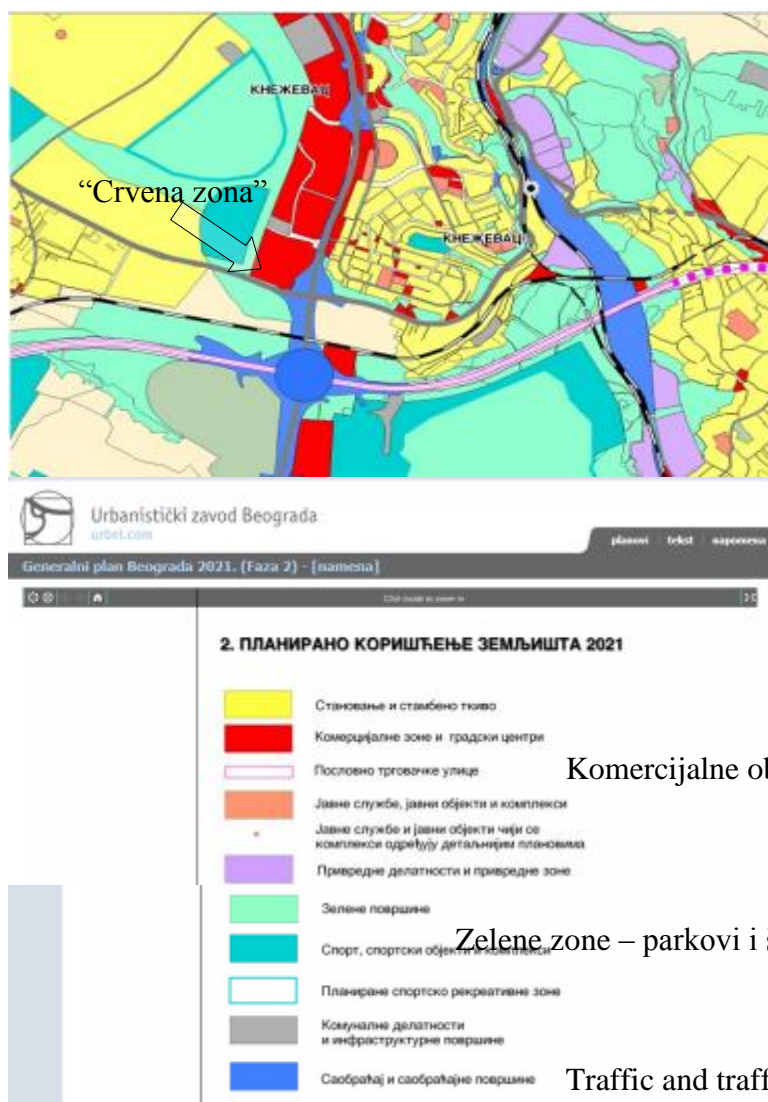 КНЕЖЕВАЦ
“Crvena zona”
КНЕЖЕВАЦ
Urbanistički zavod Beograda
urbel.com
planovi tekst napomena
Generalni plan Beograda 2021. (Faza 2) - [namena]
2. ПЛАНИРАНО КОРИШЋЕЊЕ ЗЕМЉИШТА 2021
Становање и стамбено ткиво
Комерцијалне зоне и градски центри
Пословно трговачке улице
Komercijalne ob
Јавне службе, јавни објекти и комплекси
Јавне службе и јавни објекти чији се
комплекси одређују детаљнијим плановима
Привредне делатности и привредне зоне
Зелене површине
Спорт, спортски објекти и комплекси
Zelene zone – parkovi i š
Планиране спортско рекреативне зоне
Комуналне делатности
и инфраструктурне површине
Саобраћај и саобраћајне површине
Traffic and traff